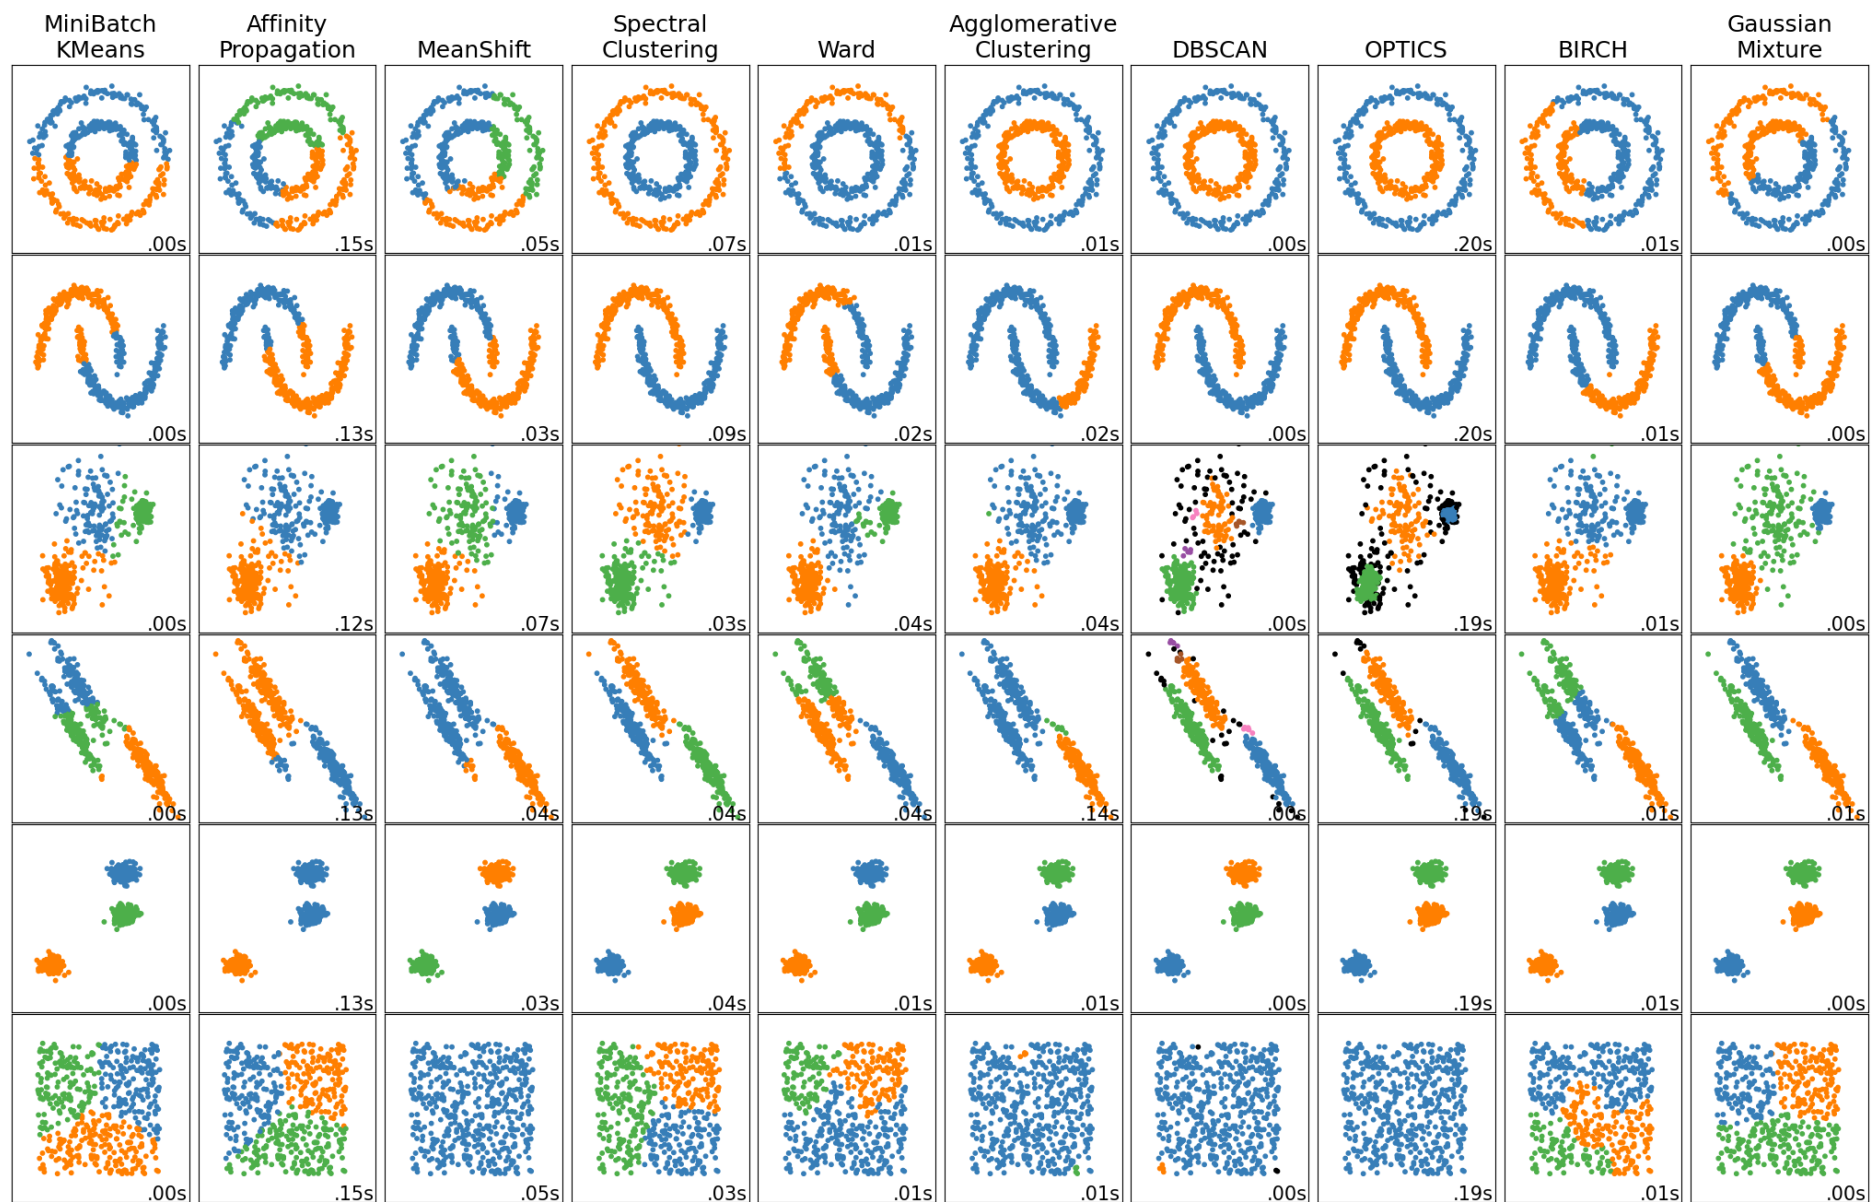 MiniBatch
KMeans
Affinity
Propagation
MeanShift
Spectral
Clustering
Ward
Agglomerative
Clustering
DBSCAN
OPTICS
BIRCH
Gaussian
Mixture
.00s
.15s
.05s
.07s
.01s
.01s
.00s
.20s
.01s
.00s
.00s
.13s
.03s
.09s
.02s
.02s
.00s
.20s
.01s
.00s
.00s
.12s
.07s
.03s
.04s
.04s
.00s
.19s
.01s
.00s
.00s
.13s
.04s
.04s
.04s
.14s
.00s
.19s
.01s
.01s
.00s
.13s
.03s
.04s
.01s
.01s
.00s
.19s
.01s
.00s
.00s
.15s
.05s
.03s
.01s
.01s
.00s
.19s
.01s
.00s